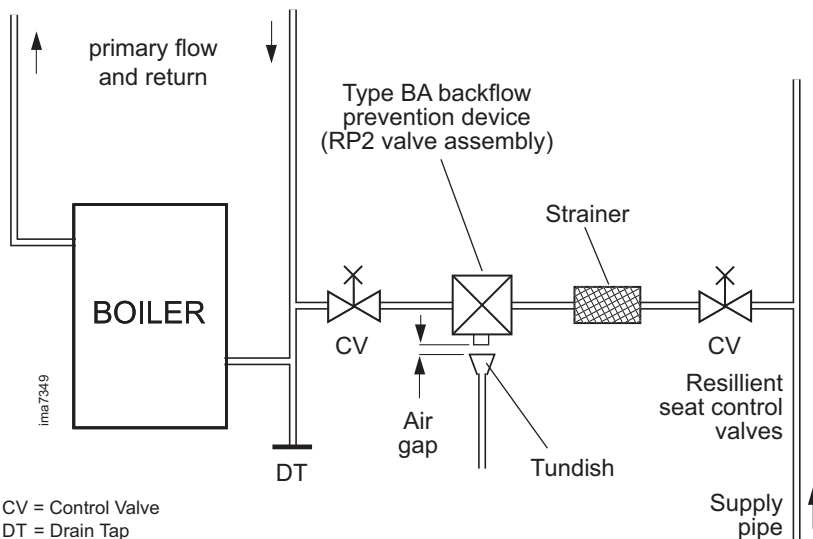 primary flow
and return
Type BA backflow
prevention device
(RP2 valve assembly)
Strainer
BOILER
CV
CV
ima7349
Air
gap
Resillient
seat control
valves
Tundish
DT
CV = Control Valve
DT = Drain Tap
Supply
pipe